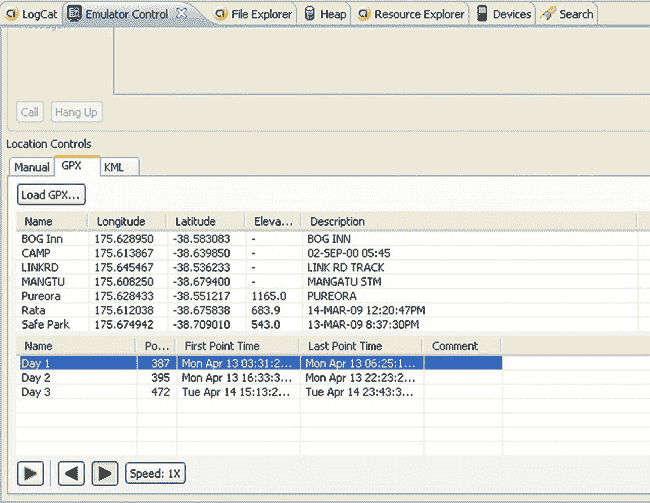 LogCat Emulator Control File Explorer Heap Resource Explorer Devices Search
Call Hang Up
Location Controls
Manual GPX KML
Load GPX...
Name Longitude Latitude Eleva... Description
BOG Inn 175.628950 -38.583083 - BOG INN
CAMP 175.613867 -38.639850 - 02-SEP-00 05:45
LINKRD 175.645467 -38.536233 - LINK RD TRACK
MANGTU 175.608250 -38.679400 - MANGATU STM
Pureora 175.628433 -38.551217 1165.0 PUREORA
Rata 175.612038 -38.675838 683.9 14-MAR-09 12:20:47PM
Safe Park 175.674942 -38.709010 543.0 13-MAR-09 8:37:30PM
Name Po... First Point Time Last Point Time Comment
Day 1 387 Mon Apr 13 03:31:2... Mon Apr 13 06:25:1...
Day 2 395 Mon Apr 13 16:33:3... Mon Apr 13 22:23:2...
Day 3 472 Tue Apr 14 15:13:2... Tue Apr 14 23:43:3...
Speed: 1X